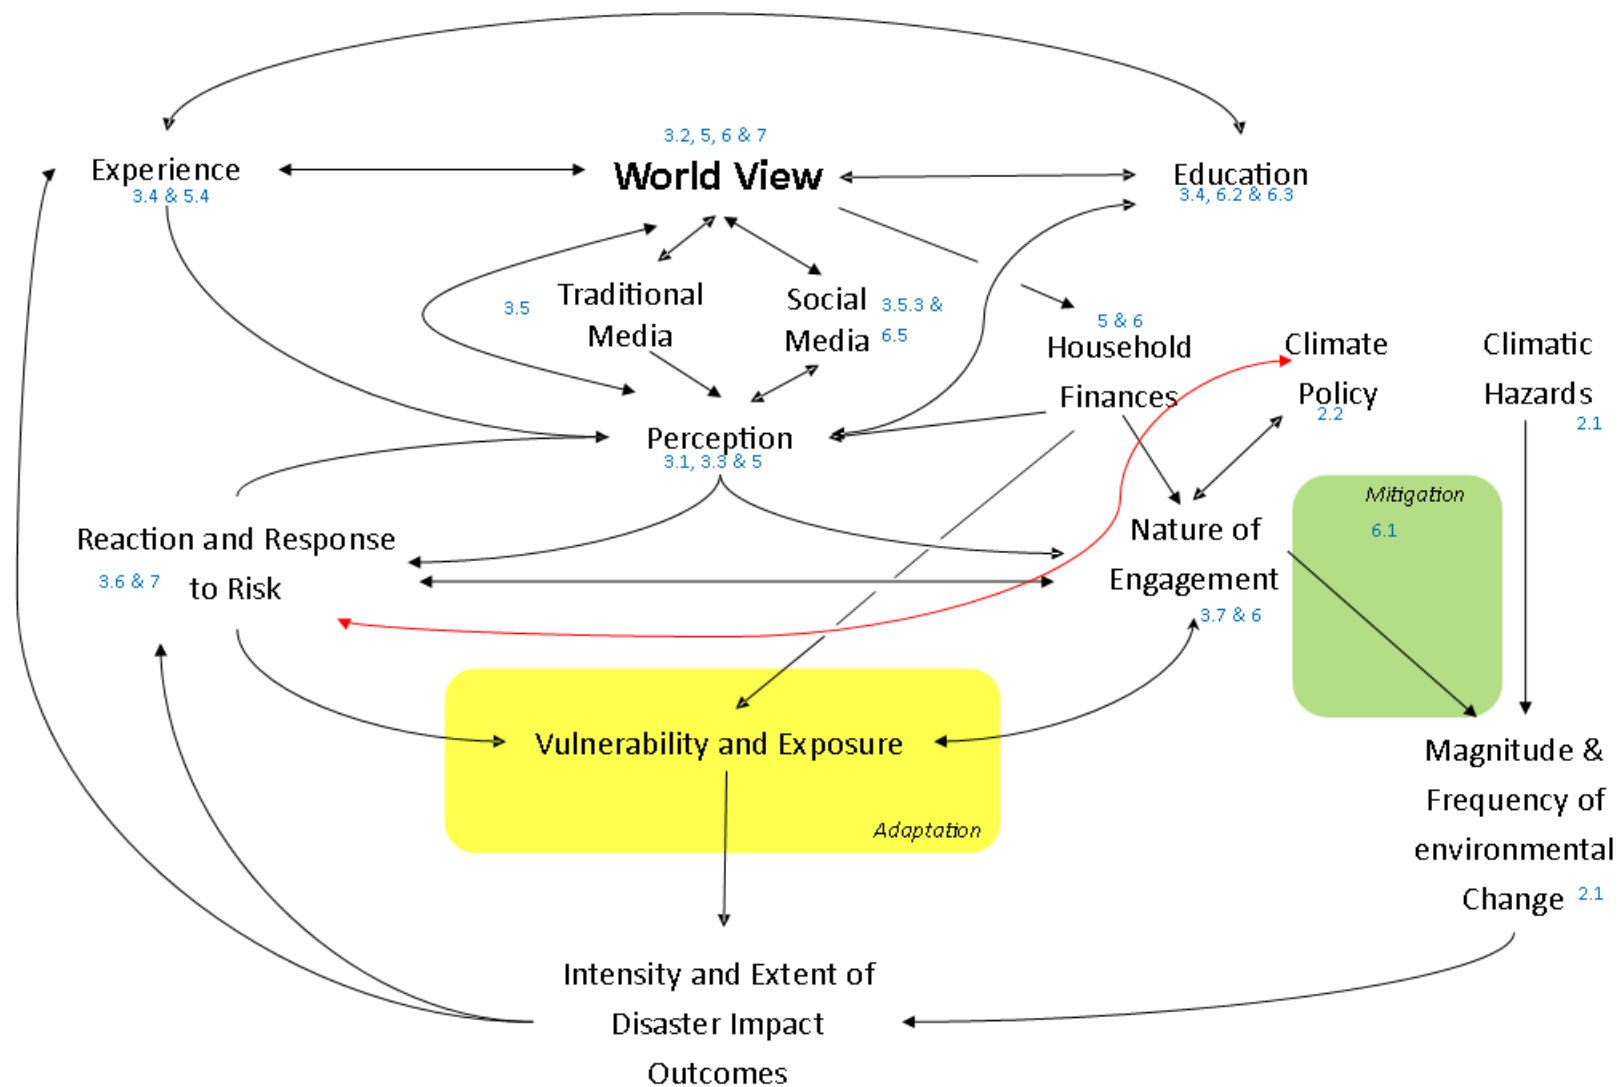 3.2, 5, 6 & 7
Experience
World View
Education
3.4 & 5.4
3.4, 6.2 & 6.3
3.5
Traditional
Media
Social
Media
3.5.3 &
6.5
5 & 6
Household
Finances
Climate
Policy
2.2
Climatic
Hazards
2.1
Perception
3.1, 3.3 & 5
Mitigation
6.1
Reaction and Response
to Risk
3.6 & 7
Nature of
Engagement
3.7 & 6
Vulnerability and Exposure
Adaptation
Magnitude &
Frequency of
environmental
Change 2.1
Intensity and Extent of
Disaster Impact
Outcomes